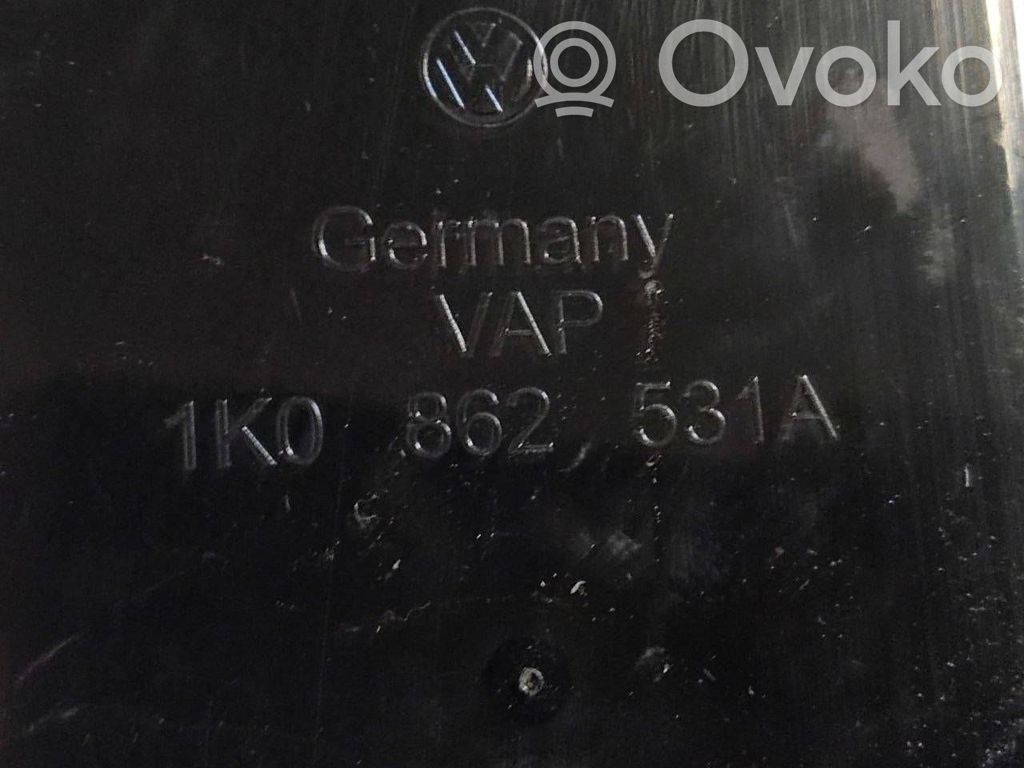 Ovoko
Germany
VAP
1K0 862 531A